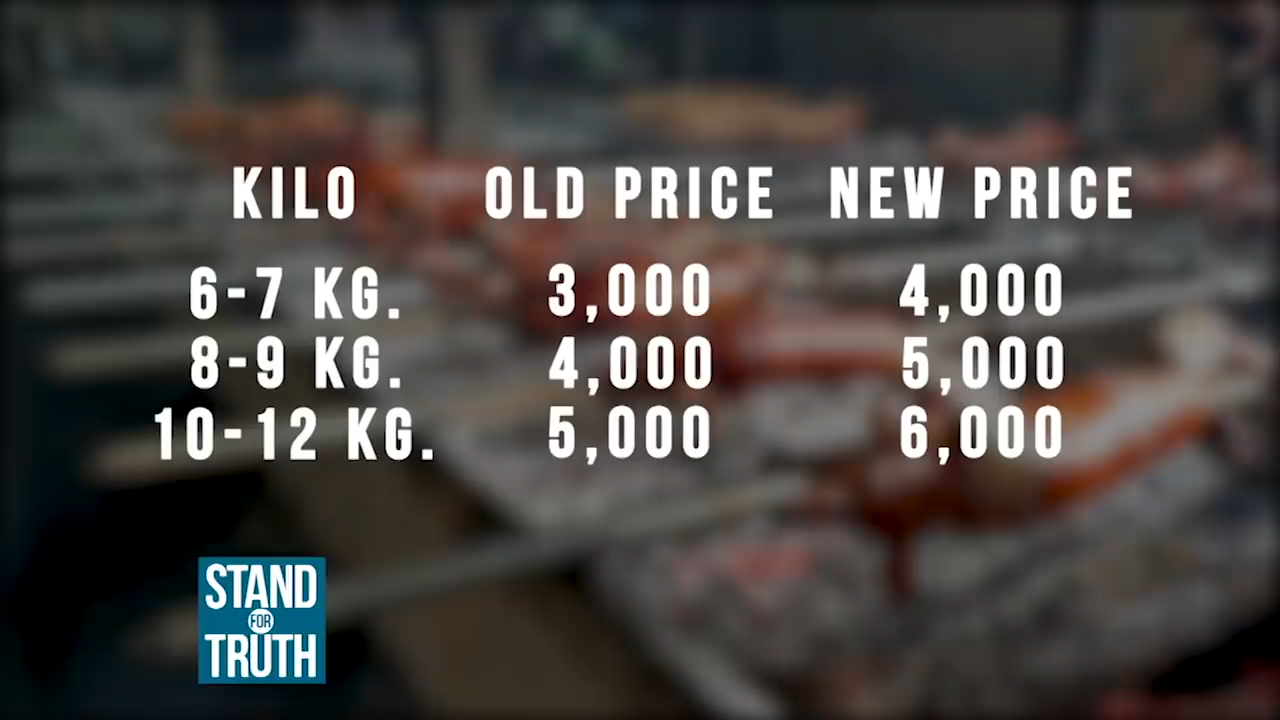 KILO OLD PRICE NEW PRICE
6-7 KG. 3,000 4,000
8-9 KG. 4,000 5,000
10-12 KG. 5,000 6,000
STAND
FOR
TRUTH